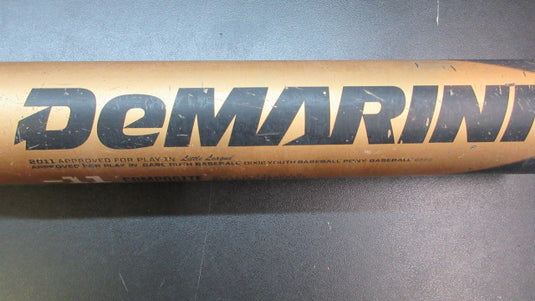 DeMARINI
2011 APPROVED FOR PLAY IN Little League
APPROVED FOR PLAY IN BABE RUTH BASEBALL DIXIE YOUTH BASEBALL PONY BASEBALL
-11